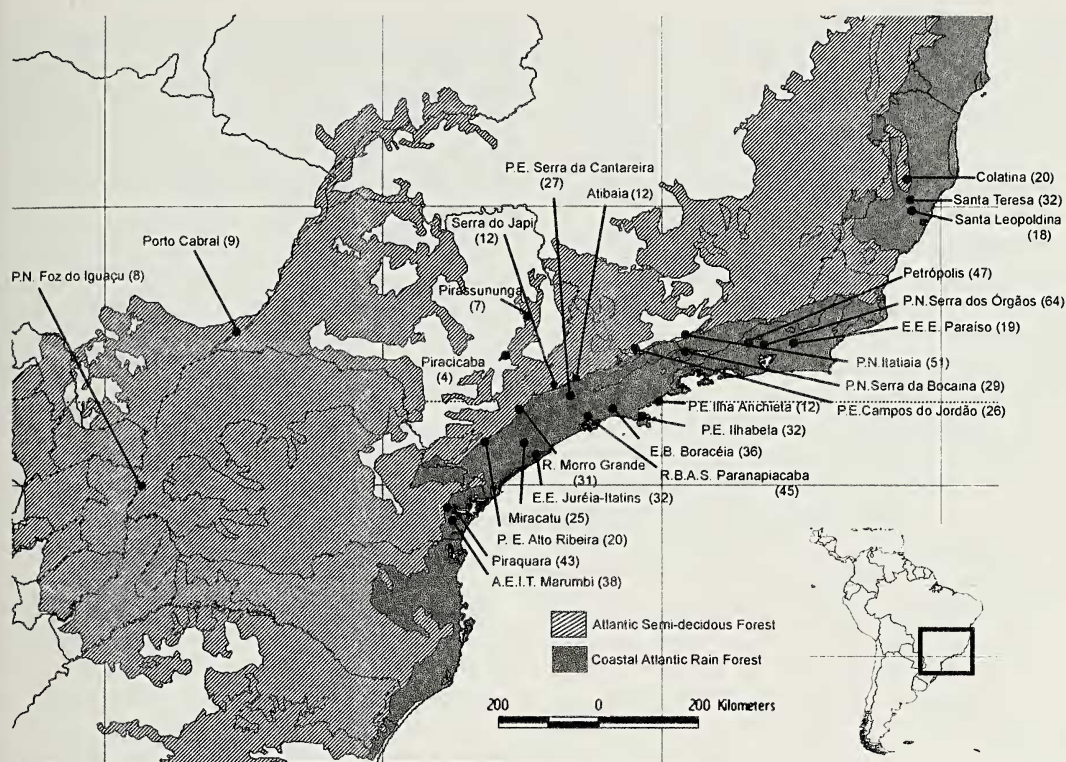 P.E. Serra da Cantareira
(27)
Atibaia (12)
Serra do Japi
(12)
Colatina (20)
Santa Teresa (32)
Santa Leopoldina
(18)
Porto Cabral (9)
P.N. Foz do Iguaçu (8)
Pirassununga
(7)
Petrópolis (47)
P.N.Serra dos Órgãos (64)
E.E.E. Paraíso (19)
Piracicaba
(4)
P.N.Itatiaia (51)
P.N.Serra da Bocaina (29)
P.E.Campos do Jordão (26)
P.E.Ilha Anchieta (12)
P.E. Ilhabela (32)
E.B. Boracéia (36)
R.B.A.S. Paranapiacaba
(45)
R. Morro Grande
(31)
E.E. Juréia-Itatins (32)
Miracatu (25)
P. E. Alto Ribeira (20)
Piraquara (43)
A.E.I.T. Marumbi (38)
Atlantic Semi-decidous Forest
Coastal Atlantic Rain Forest
200 0 200 Kilometers